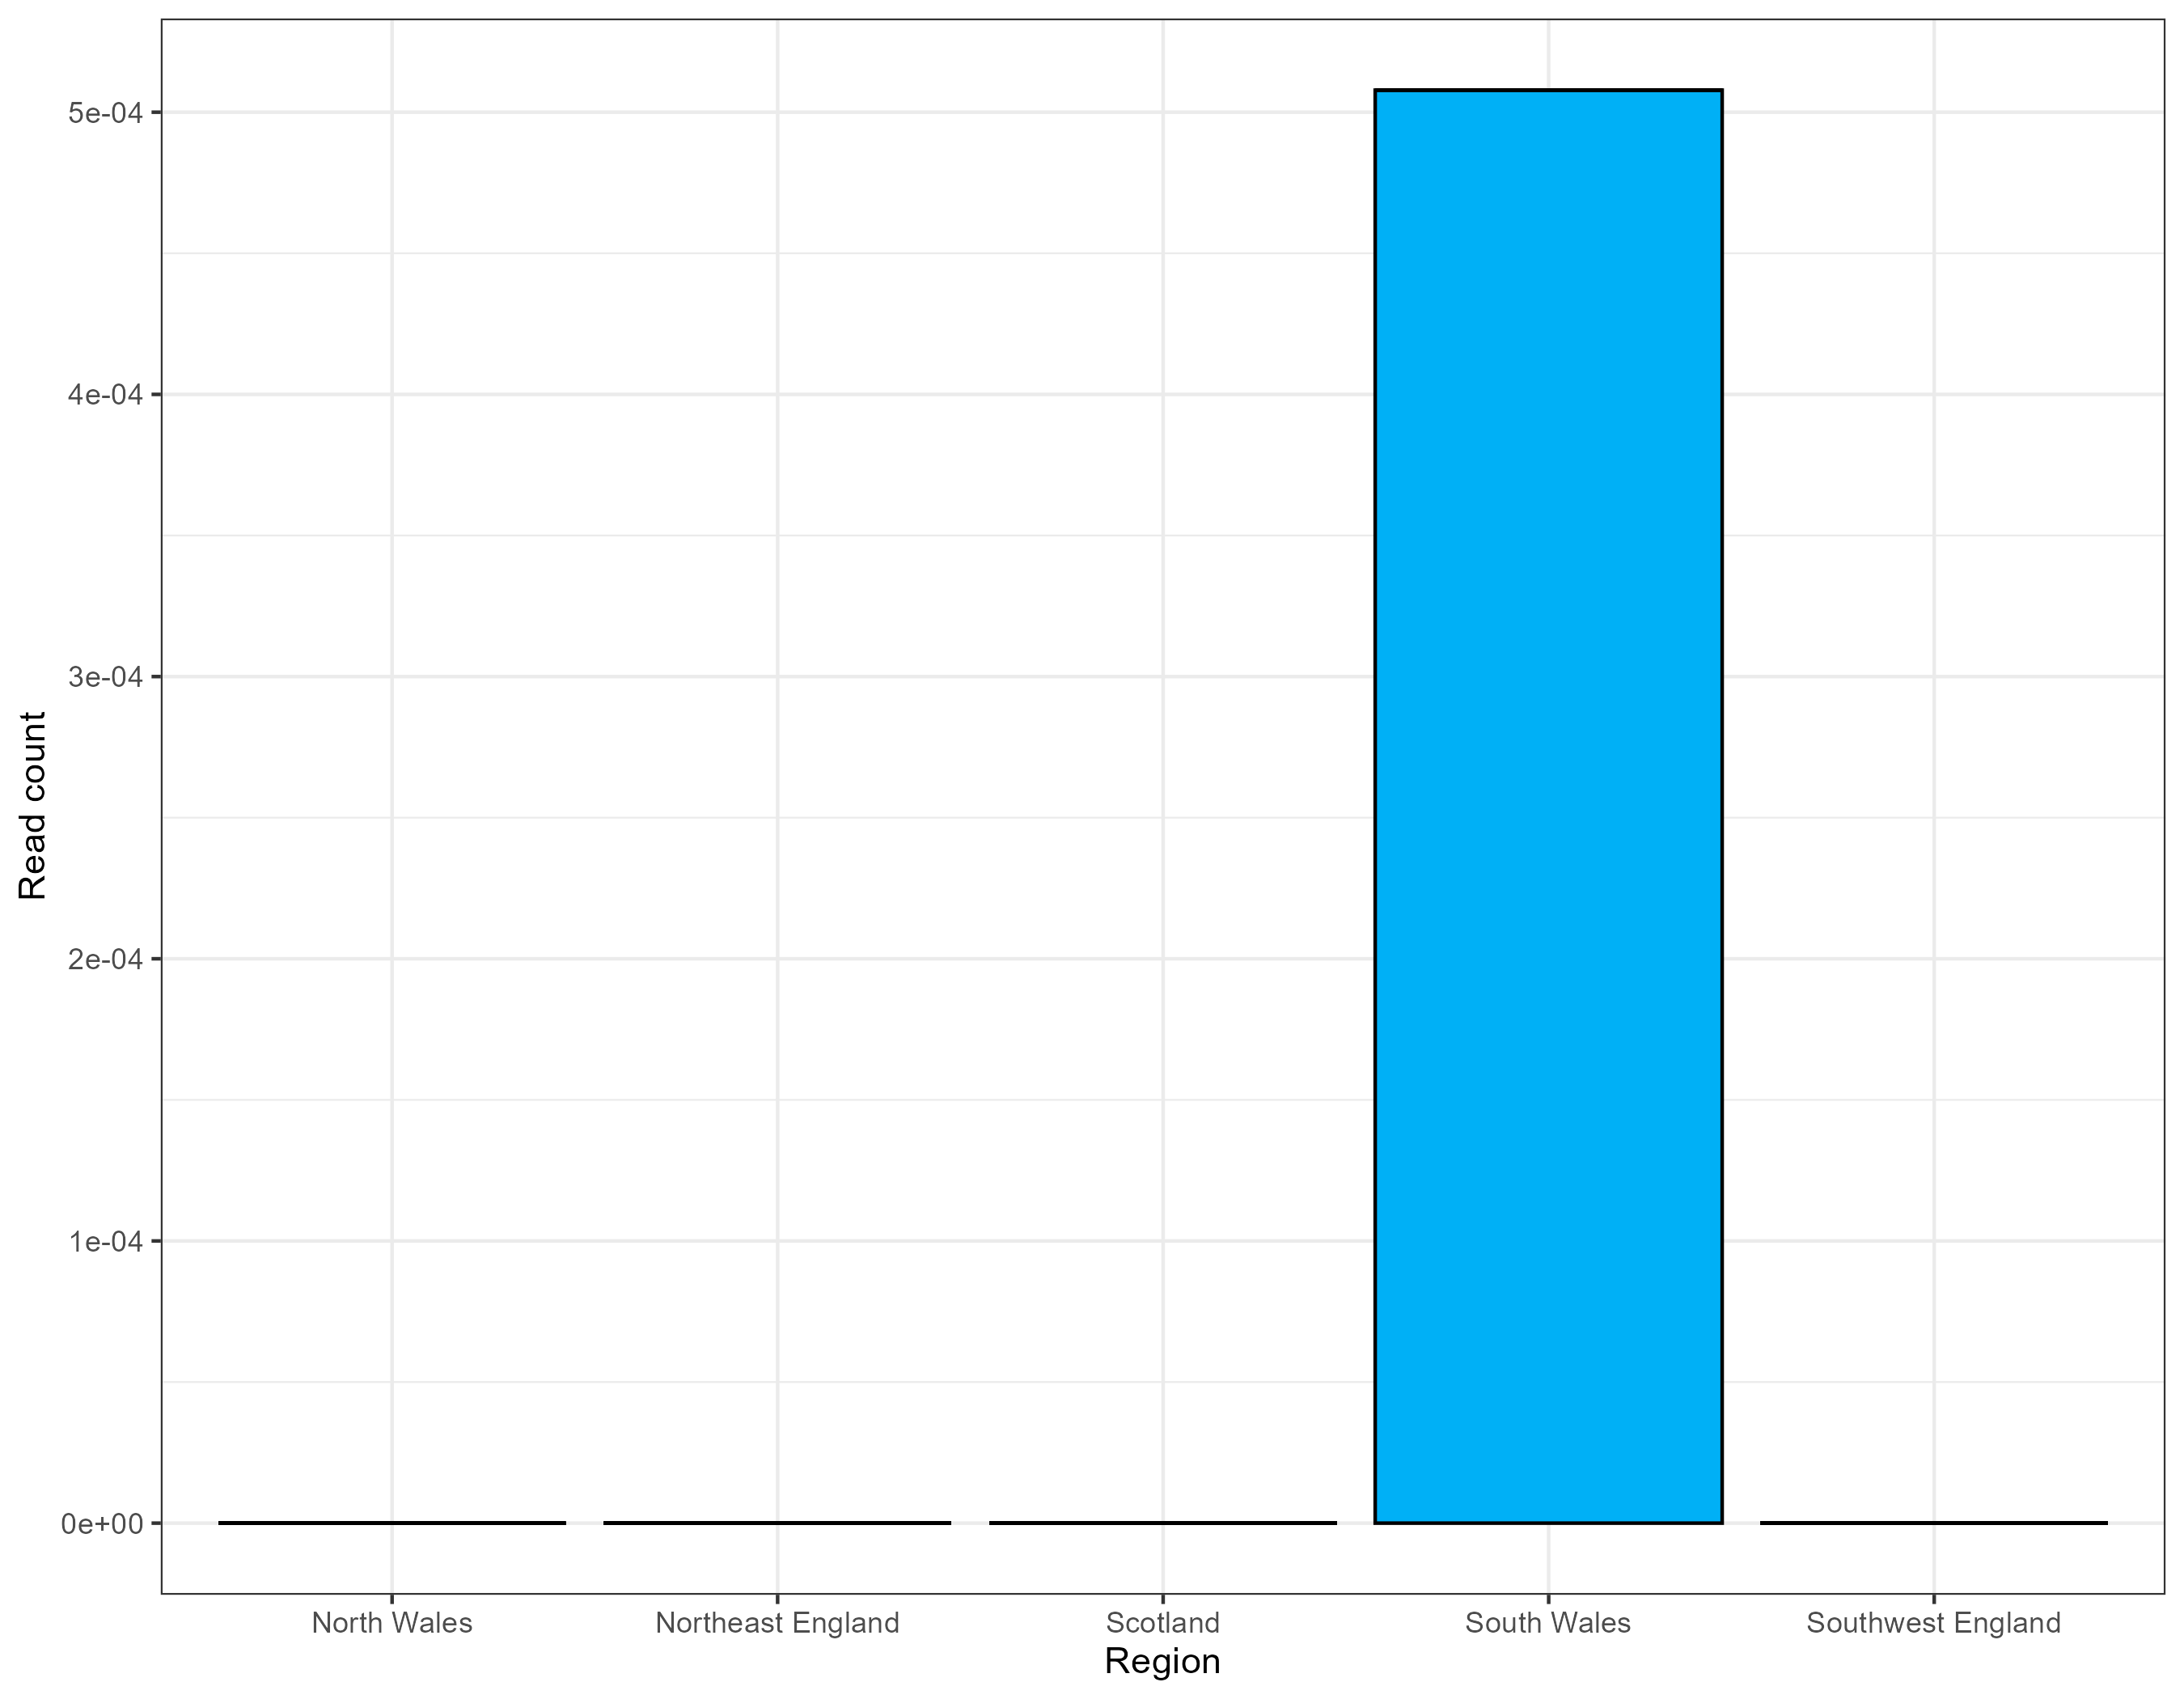 Read count
5e-04
4e-04
3e-04
2e-04
1e-04
0e+00
North Wales
Northeast England
Scotland
South Wales
Southwest England
Region